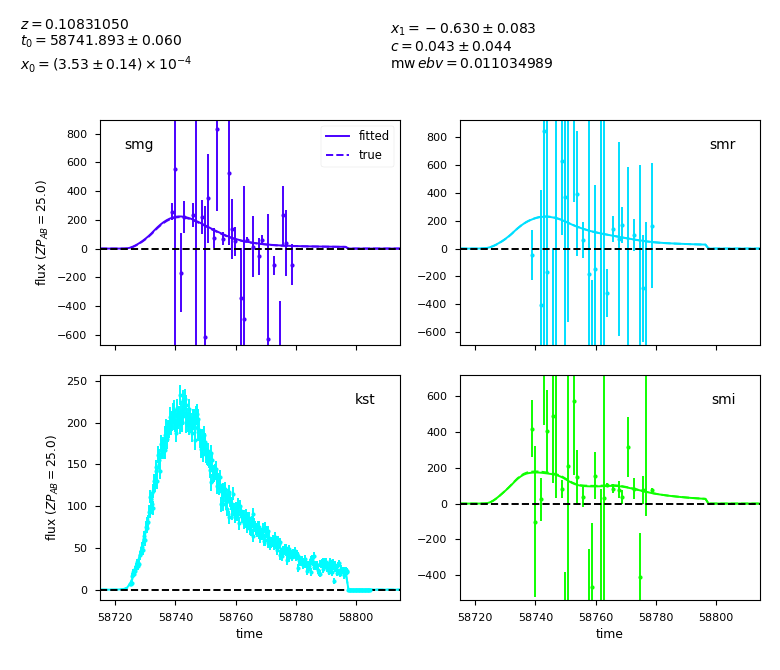 z = 0.10831050
t₀ = 58741.893 ± 0.060
x₀ = (3.53 ± 0.14) × 10⁻⁴
x₁ = −0.630 ± 0.083
c = 0.043 ± 0.044
mw ebv = 0.011034989
smg
fitted
true
800
600
400
200
0
−200
−400
−600
flux (ZP_AB = 25.0)
smr
800
600
400
200
0
−200
−400
−600
kst
250
200
150
100
50
0
flux (ZP_AB = 25.0)
58720 58740 58760 58780 58800
time
smi
600
400
200
0
−200
−400
58720 58740 58760 58780 58800
time